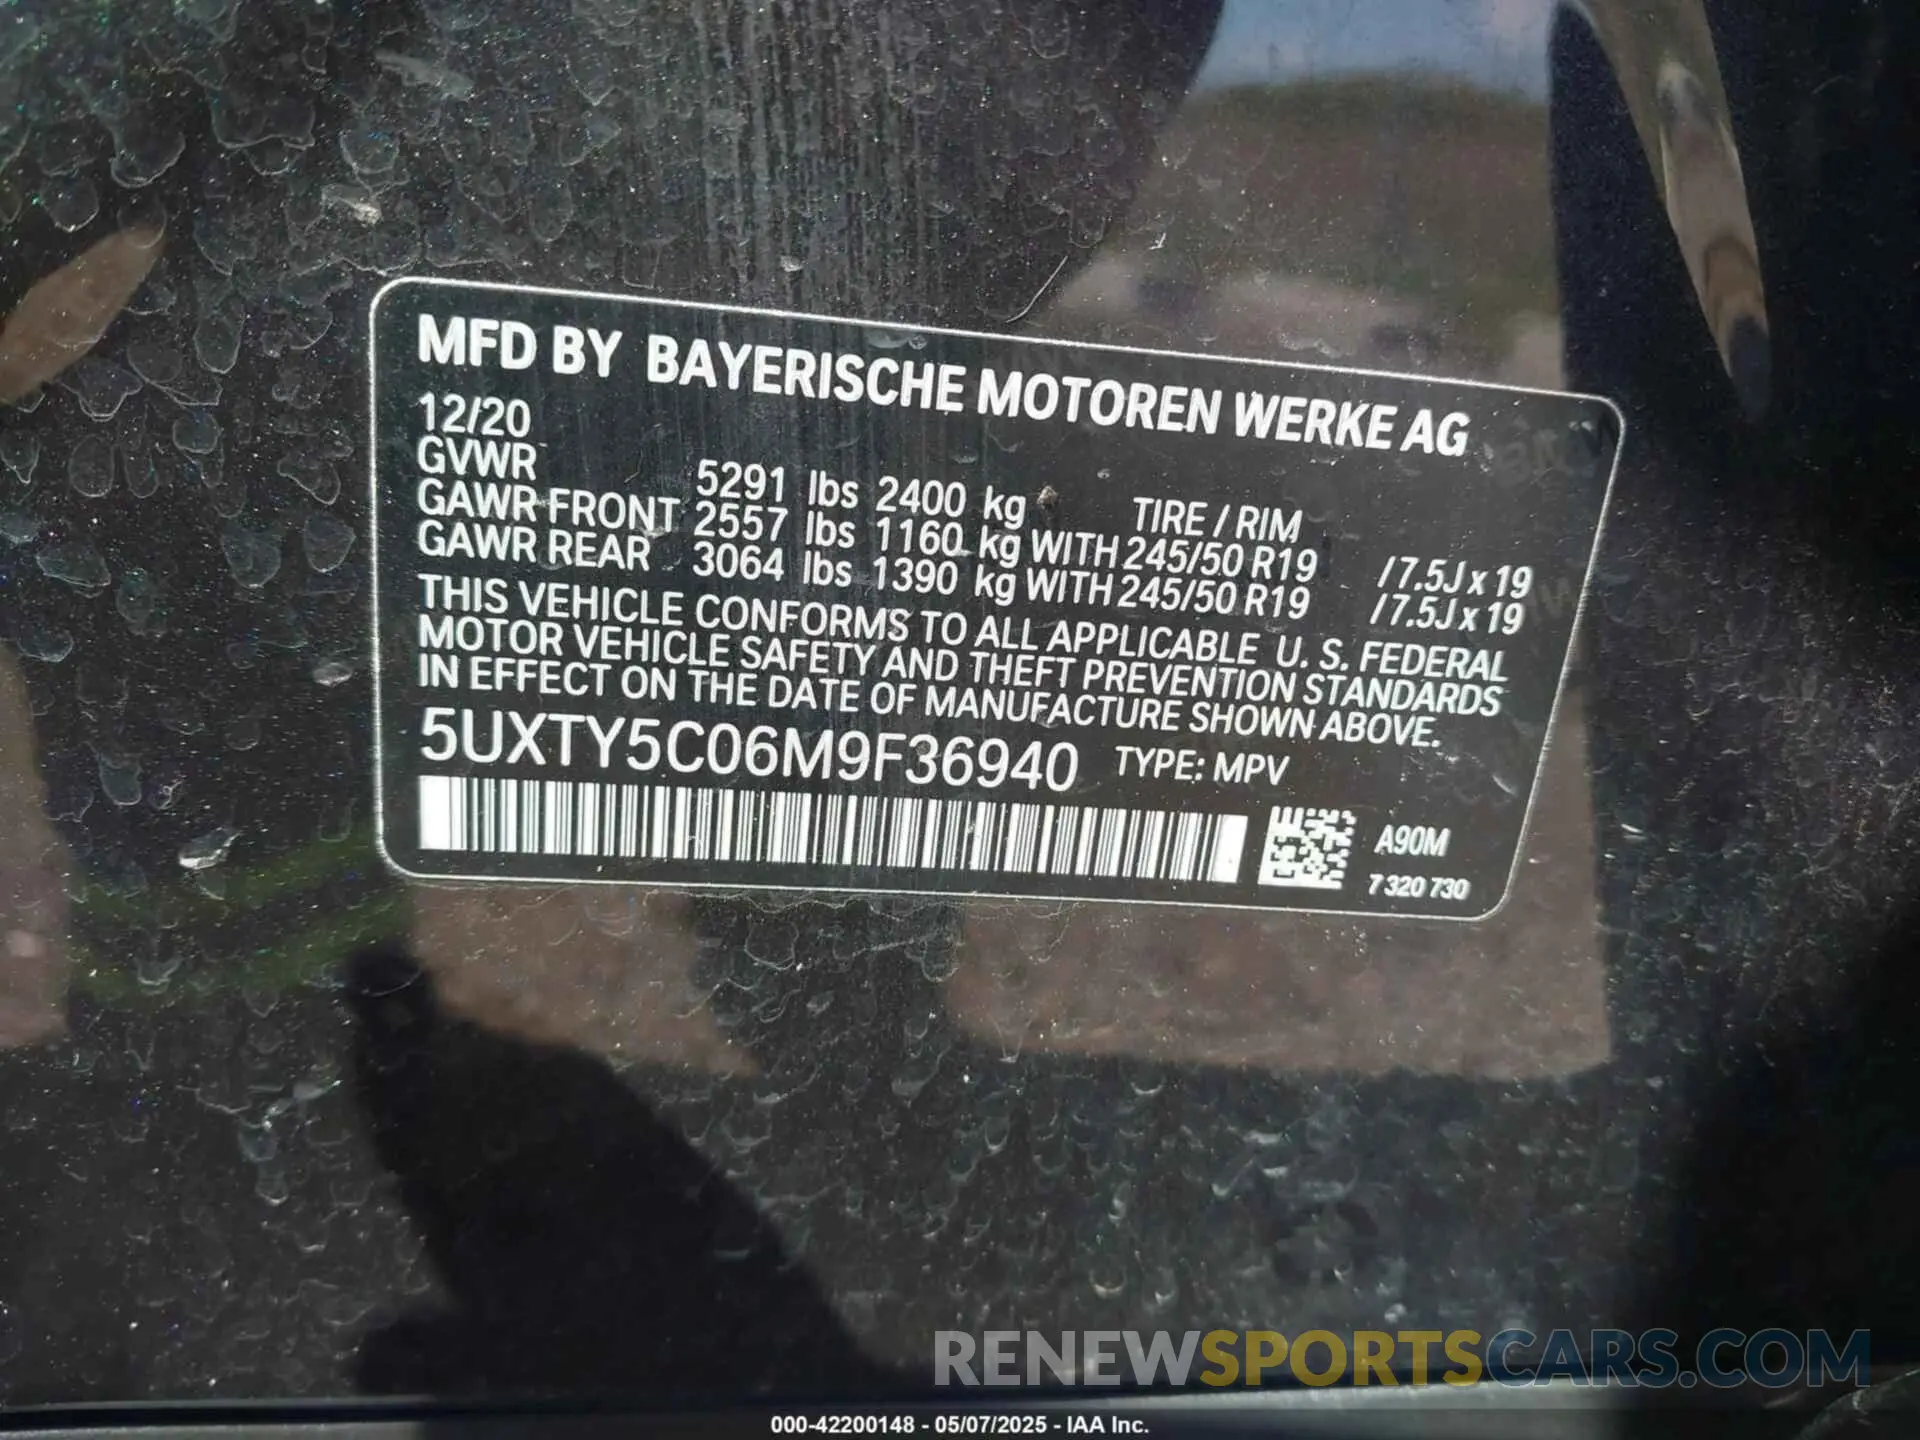 MFD BY BAYERISCHE MOTOREN WERKE AG
12/20
GVWR 5291 lbs 2400 kg TIRE / RIM
GAWR FRONT 2557 lbs 1160 kg WITH 245/50 R19 / 7.5J x 19
GAWR REAR 3064 lbs 1390 kg WITH 245/50 R19 / 7.5J x 19
THIS VEHICLE CONFORMS TO ALL APPLICABLE U. S. FEDERAL
MOTOR VEHICLE SAFETY AND THEFT PREVENTION STANDARDS
IN EFFECT ON THE DATE OF MANUFACTURE SHOWN ABOVE.
5UXTY5C06M9F36940 TYPE: MPV
A90M
7 320 730
RENEWSPORTSCARS.COM
000-42200148 - 05/07/2025 - IAA Inc.